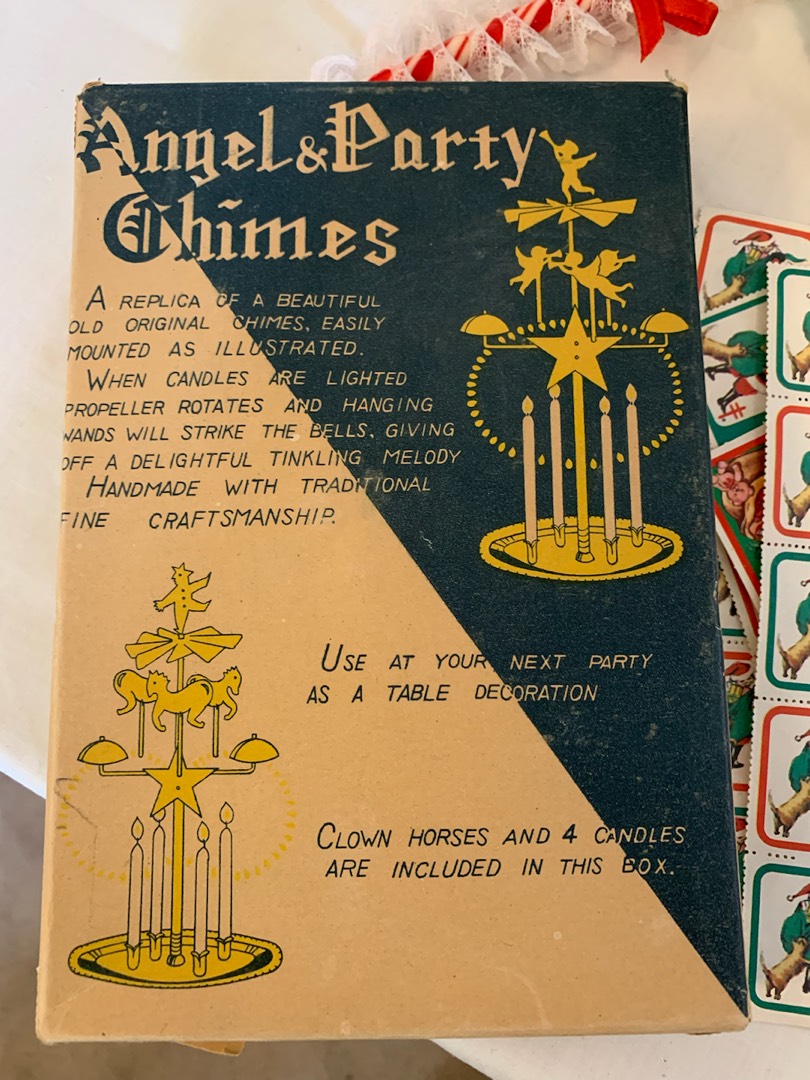 Angel & Party
Chimes
A REPLICA OF A BEAUTIFUL
OLD ORIGINAL CHIMES, EASILY
MOUNTED AS ILLUSTRATED.
WHEN CANDLES ARE LIGHTED
PROPELLER ROTATES AND HANGING
WANDS WILL STRIKE THE BELLS, GIVING
OFF A DELIGHTFUL TINKLING MELODY
HANDMADE WITH TRADITIONAL
FINE CRAFTSMANSHIP.
USE AT YOUR NEXT PARTY
AS A TABLE DECORATION
CLOWN HORSES AND 4 CANDLES
ARE INCLUDED IN THIS BOX.